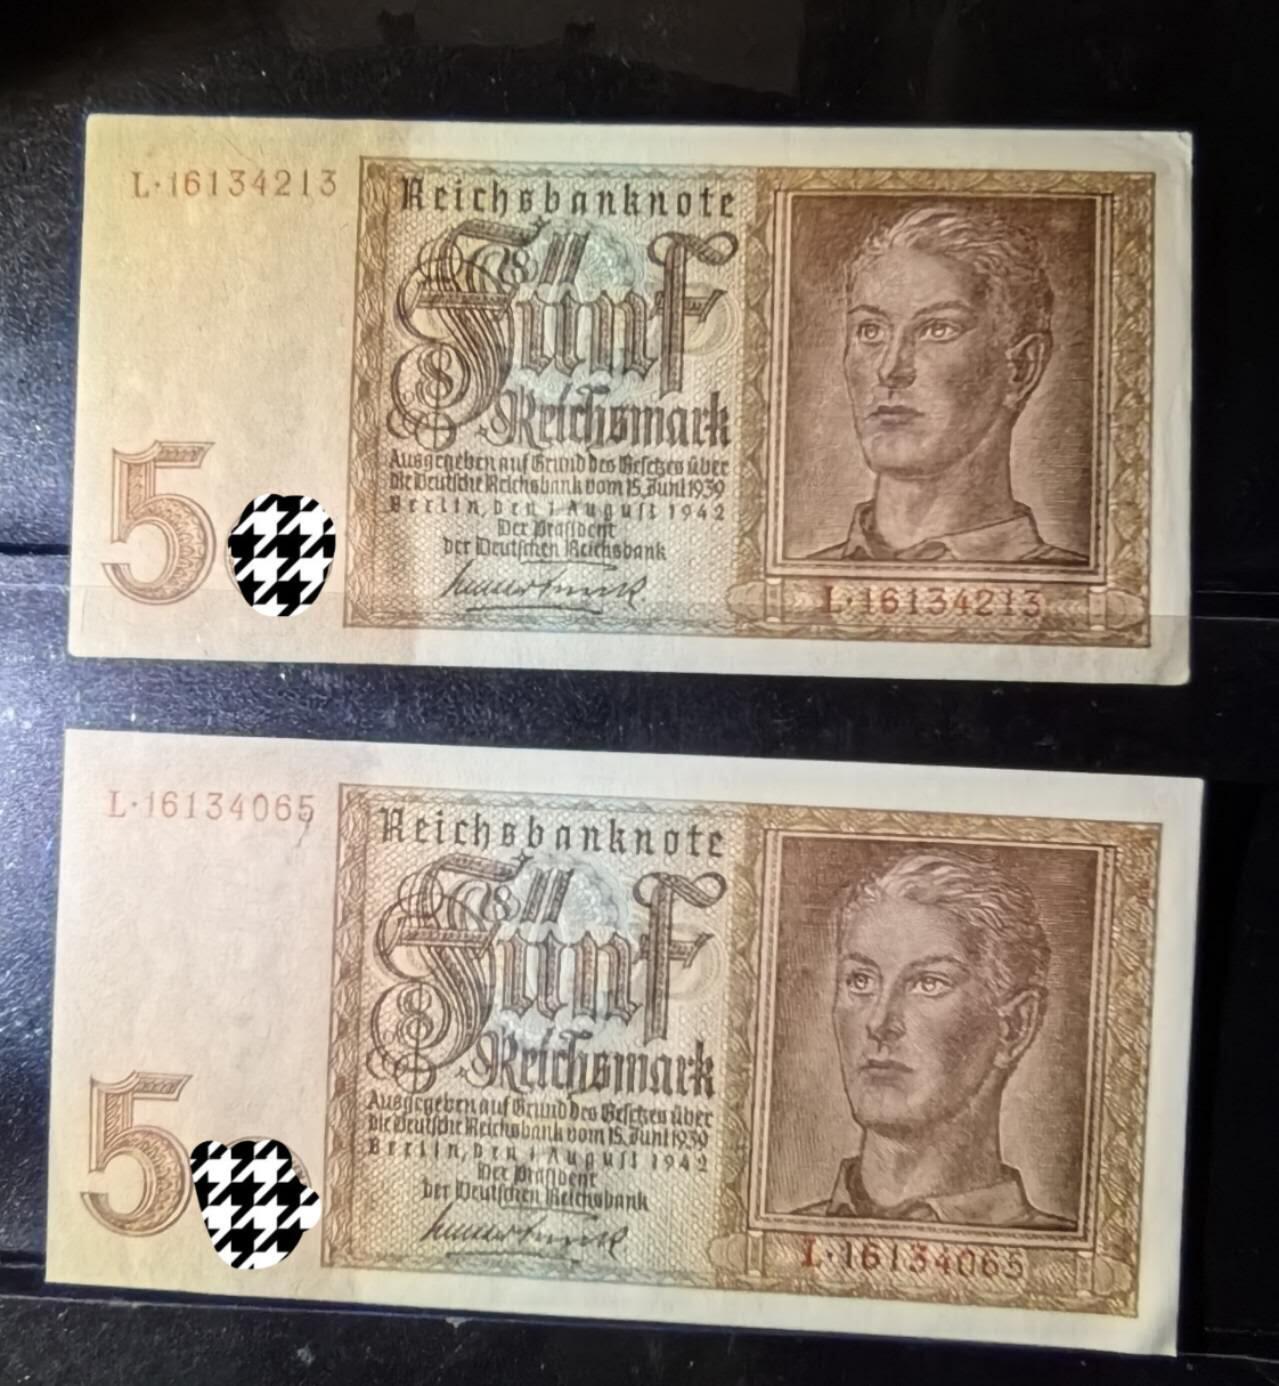 L·16134213
Reichsbanknote
Fünf
Reichsmark
Ausgegeben auf Grund des Gesetzes über
die Deutsche Reichsbank vom 15. Juni 1939
Berlin, den 1 August 1942
Der Präsident
der Deutschen Reichsbank
5
L·16134213
L·16134065
Reichsbanknote
Fünf
Reichsmark
Ausgegeben auf Grund des Gesetzes über
die Deutsche Reichsbank vom 15. Juni 1939
Berlin, den 1 August 1942
Der Präsident
der Deutschen Reichsbank
5
L·16134065